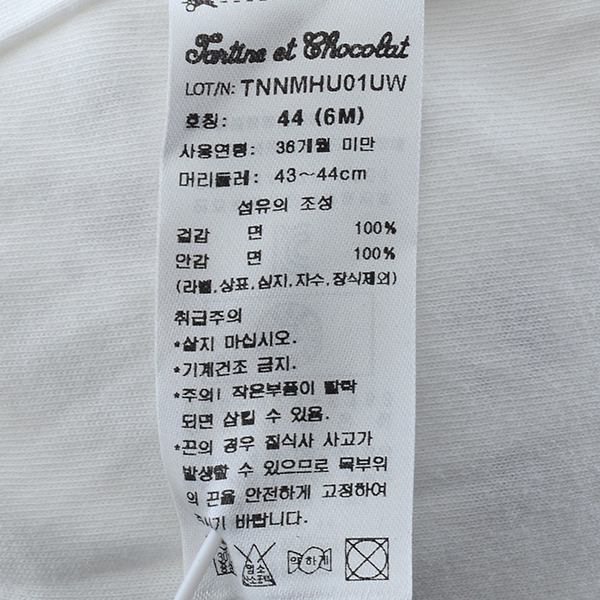 Tartine et Chocolat
LOT/N: TNNMHU01UW
호칭: 44 (6M)
사용연령: 36개월 미만
머리둘레: 43~44cm
섬유의 조성
겉감 면 100%
안감 면 100%
(라벨,상표,심지,자수,장식제외)
취급주의
*삶지 마십시오.
*기계건조 금지.
*주의! 작은부품이 탈락
되면 삼킬 수 있음.
*끈의 경우 질식사 사고가
발생할 수 있으므로 목부위
의 끈을 안전하게 고정하여
바랍니다.
염소
산소표백
약하게